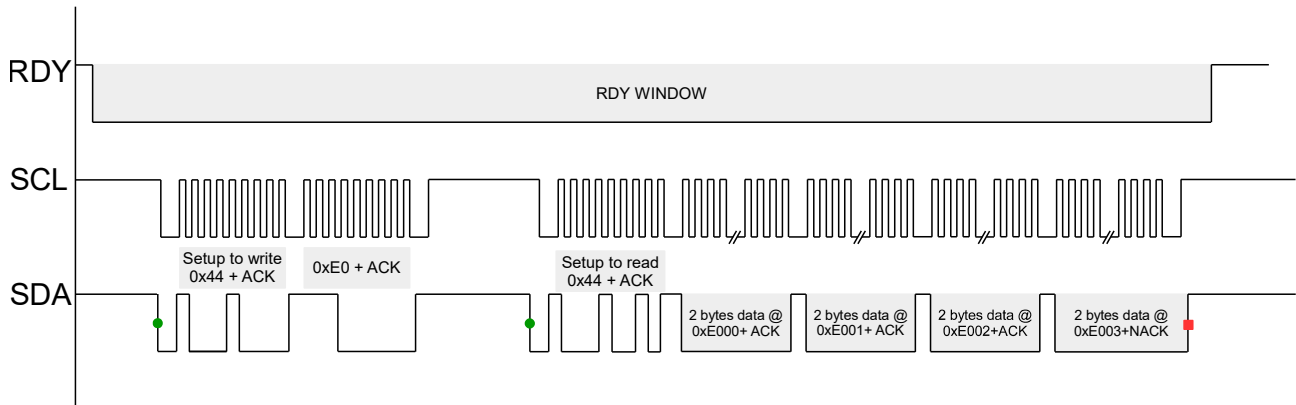 RDY
RDY WINDOW
SCL
Setup to write
0x44 + ACK
0xE0 + ACK
Setup to read
0x44 + ACK
SDA
2 bytes data @
0xE000+ ACK
2 bytes data @
0xE001+ ACK
2 bytes data @
0xE002+ACK
2 bytes data @
0xE003+NACK